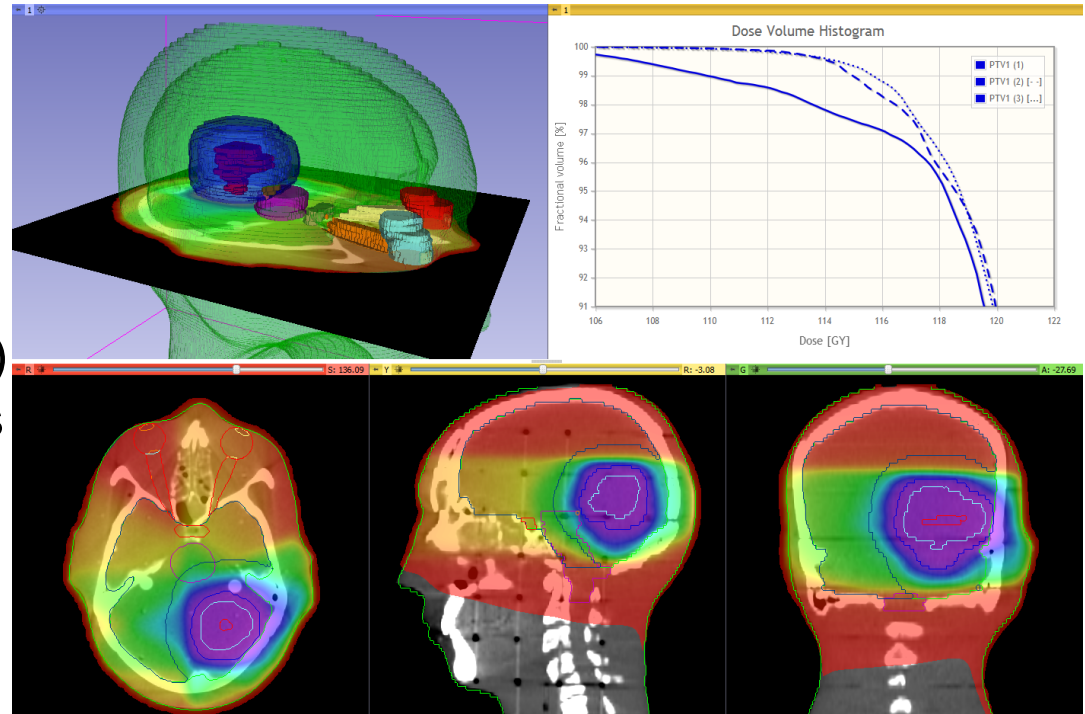 1
1
Dose Volume Histogram
100
99
98
97
96
95
94
93
92
91
Fractional volume [%]
PTV1 (1)
PTV1 (2) [- -]
PTV1 (3) [...]
106 108 110 112 114 116 118 120 122
Dose [GY]
)
s
R S: 136.09
Y R: -3.08
G A: -27.69